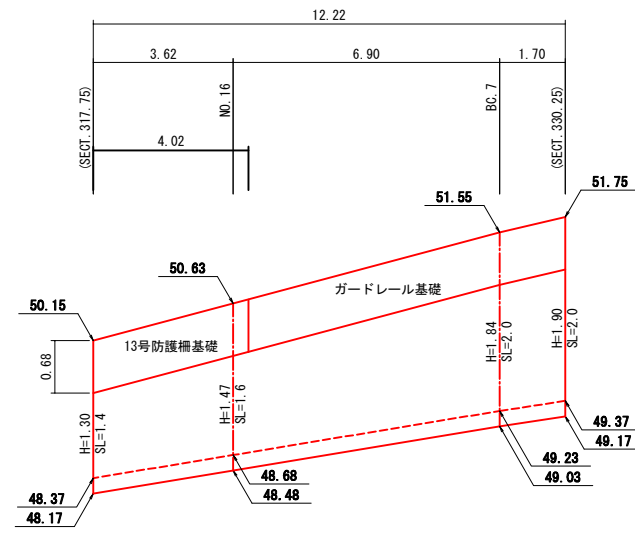 12.22
3.62
6.90
1.70
(SECT.317.75)
NO.16
BC.7
(SECT.330.25)
4.02
51.75
51.55
50.63
50.15
ガードレール基礎
13号防護柵基礎
0.68
H=1.30
SL=1.4
H=1.47
SL=1.6
H=1.84
SL=2.0
H=1.90
SL=2.0
49.37
49.17
49.23
49.03
48.68
48.48
48.37
48.17